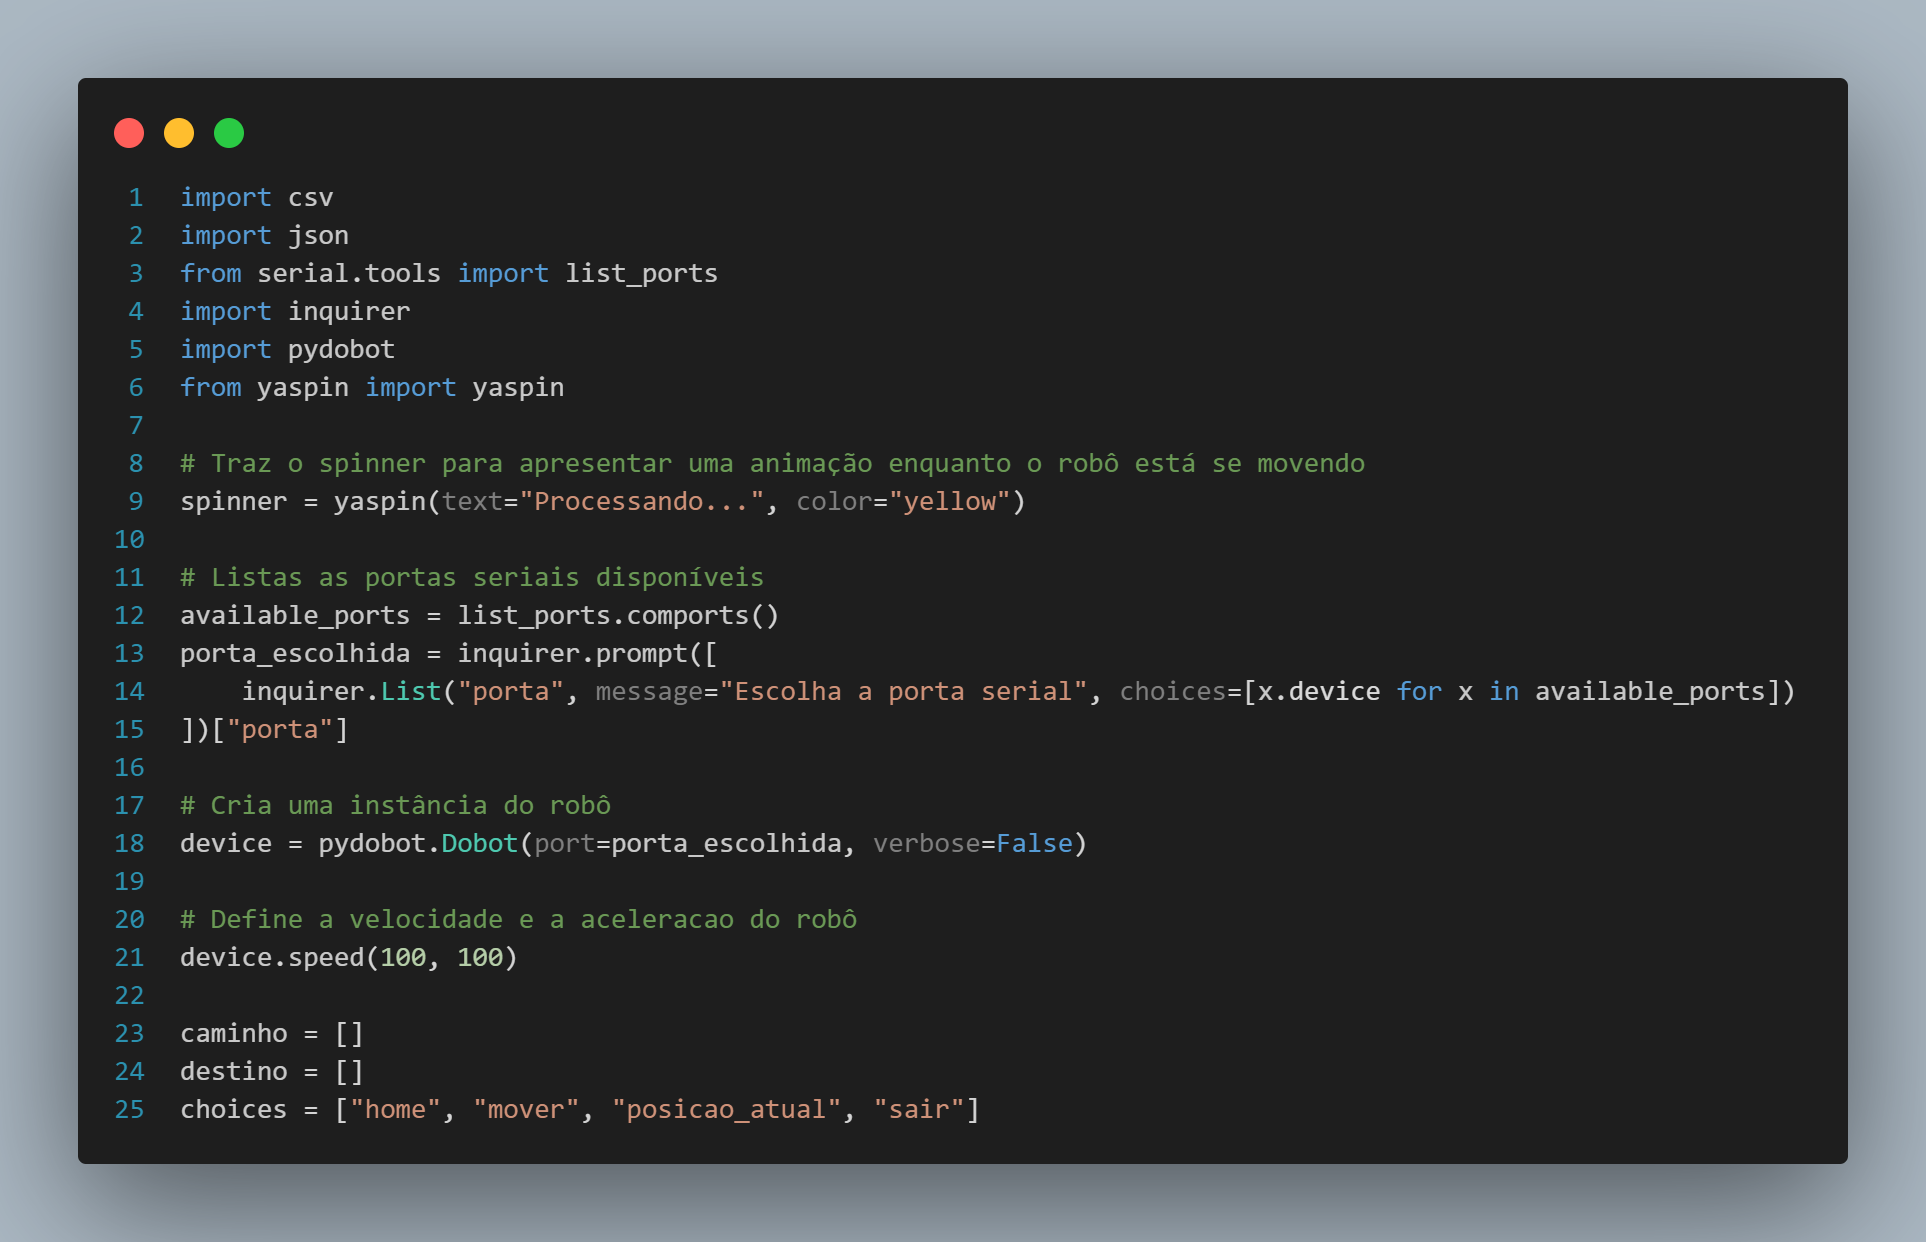 1 import csv
2 import json
3 from serial.tools import list_ports
4 import inquirer
5 import pydobot
6 from yaspin import yaspin
7
8 # Traz o spinner para apresentar uma animação enquanto o robô está se movendo
9 spinner = yaspin(text="Processando...", color="yellow")
10
11 # Listas as portas seriais disponíveis
12 available_ports = list_ports.comports()
13 porta_escolhida = inquirer.prompt([
14     inquirer.List("porta", message="Escolha a porta serial", choices=[x.device for x in available_ports])
15 ])["porta"]
16
17 # Cria uma instância do robô
18 device = pydobot.Dobot(port=porta_escolhida, verbose=False)
19
20 # Define a velocidade e a aceleracao do robô
21 device.speed(100, 100)
22
23 caminho = []
24 destino = []
25 choices = ["home", "mover", "posicao_atual", "sair"]